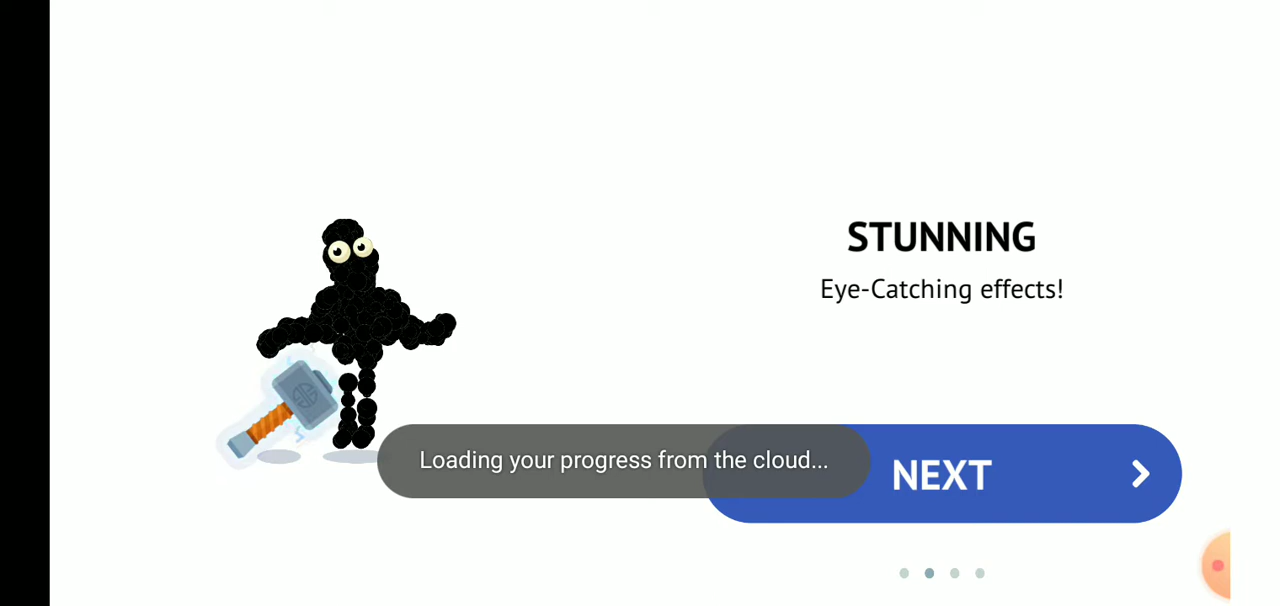 STUNNING
Eye-Catching effects!
Loading your progress from the cloud...
NEXT